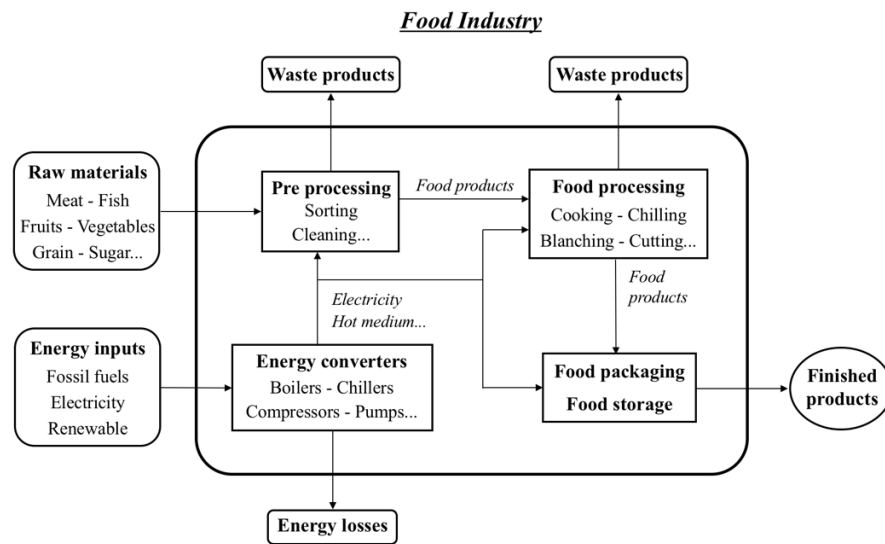 Food Industry
Waste products
Waste products
Raw materials
Meat - Fish
Fruits - Vegetables
Grain - Sugar...
Pre processing
Sorting
Cleaning...
Food products
Food processing
Cooking - Chilling
Blanching - Cutting...
Electricity
Hot medium...
Food
products
Energy inputs
Fossil fuels
Electricity
Renewable
Energy converters
Boilers - Chillers
Compressors - Pumps...
Food packaging
Food storage
Finished
products
Energy losses